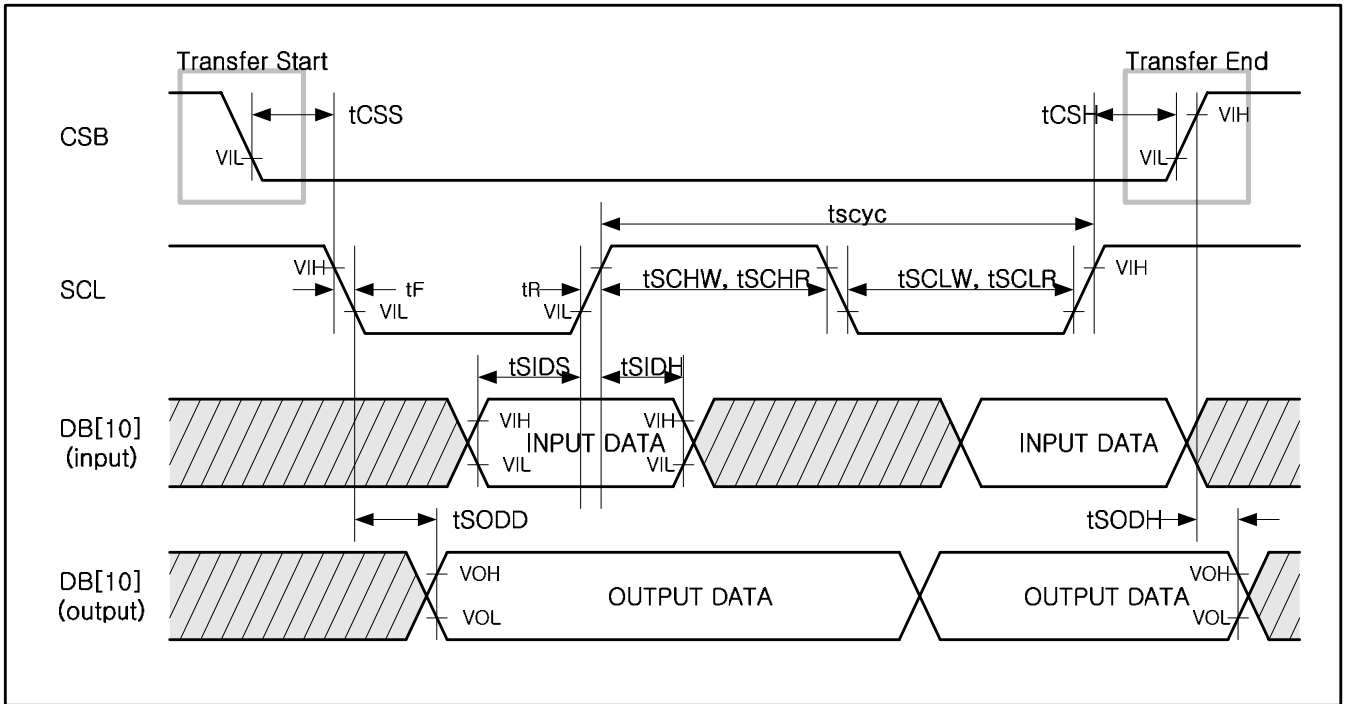 Transfer Start
Transfer End
CSB
tCSS
tCSH
VIH
VIL
VIL
tscyc
SCL
VIH
tF
VIL
tR
VIL
tSCHW, tSCHR
tSCLW, tSCLR
VIH
tSIDS
tSIDH
DB[10]
(input)
VIH
VIL
INPUT DATA
VIH
VIL
INPUT DATA
tSODD
tSODH
DB[10]
(output)
VOH
VOL
OUTPUT DATA
OUTPUT DATA
VOH
VOL